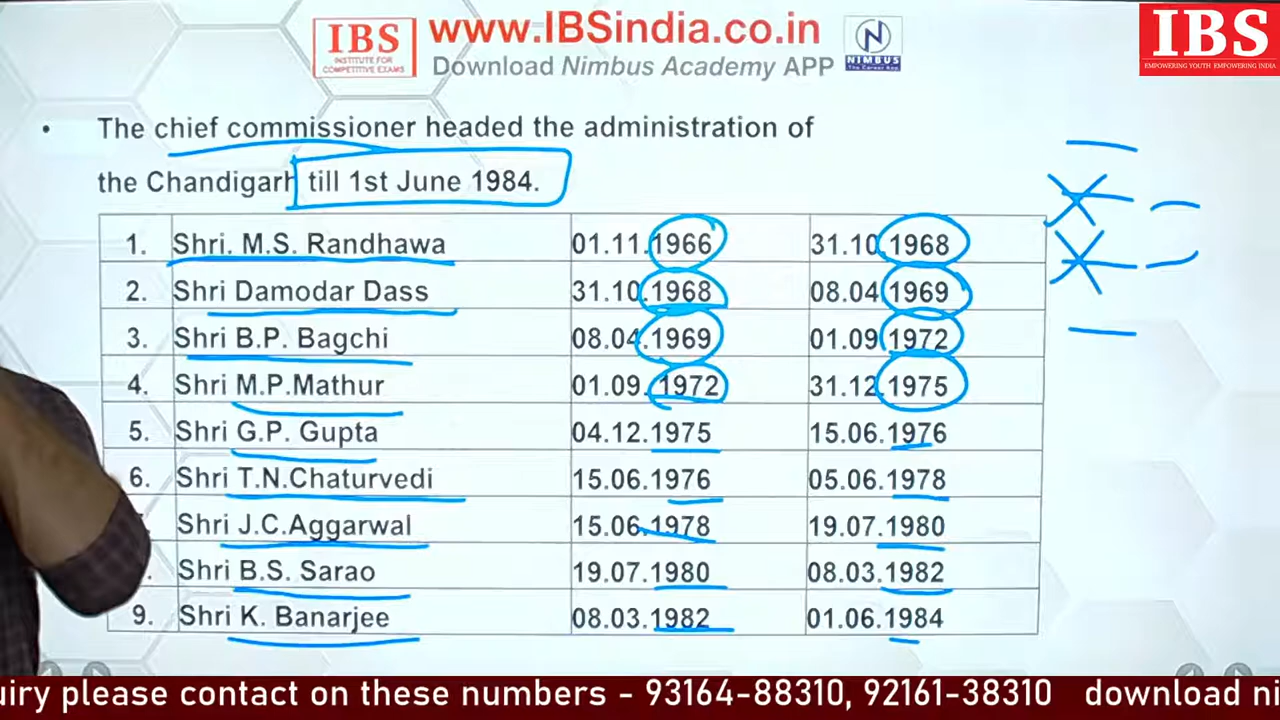 IBS
INSTITUTE FOR
COMPETITIVE EXAMS
www.IBSindia.co.in
Download Nimbus Academy APP
NIMBUS
The Career App
IBS
EMPOWERING YOUTH EMPOWERING INDIA
• The chief commissioner headed the administration of
the Chandigarh till 1st June 1984.
1. Shri. M.S. Randhawa 01.11.1966 31.10.1968
2. Shri Damodar Dass 31.10.1968 08.04.1969
3. Shri B.P. Bagchi 08.04.1969 01.09.1972
4. Shri M.P.Mathur 01.09.1972 31.12.1975
5. Shri G.P. Gupta 04.12.1975 15.06.1976
6. Shri T.N.Chaturvedi 15.06.1976 05.06.1978
Shri J.C.Aggarwal 15.06.1978 19.07.1980
Shri B.S. Sarao 19.07.1980 08.03.1982
9. Shri K. Banarjee 08.03.1982 01.06.1984
uiry please contact on these numbers - 93164-88310, 92161-38310 download ni